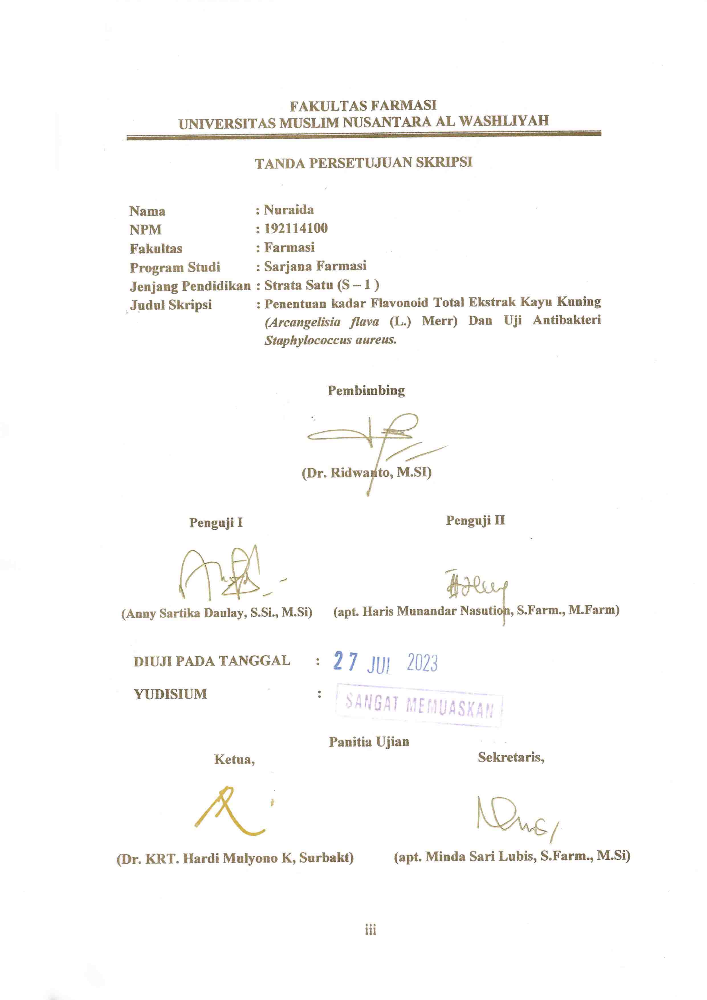 FAKULTAS FARMASI
UNIVERSITAS MUSLIM NUSANTARA AL WASHLIYAH
TANDA PERSETUJUAN SKRIPSI
Nama : Nuraida
NPM : 192114100
Fakultas : Farmasi
Program Studi : Sarjana Farmasi
Jenjang Pendidikan : Strata Satu (S – 1 )
Judul Skripsi : Penentuan kadar Flavonoid Total Ekstrak Kayu Kuning
(Arcangelisia flava (L.) Merr) Dan Uji Antibakteri
Staphylococcus aureus.
Pembimbing
(Dr. Ridwanto, M.SI)
Penguji I Penguji II
(Anny Sartika Daulay, S.Si., M.Si) (apt. Haris Munandar Nasution, S.Farm., M.Farm)
DIUJI PADA TANGGAL : 27 JUL 2023
YUDISIUM : SANGAT MEMUASKAN
Panitia Ujian
Ketua, Sekretaris,
(Dr. KRT. Hardi Mulyono K, Surbakt) (apt. Minda Sari Lubis, S.Farm., M.Si)
iii